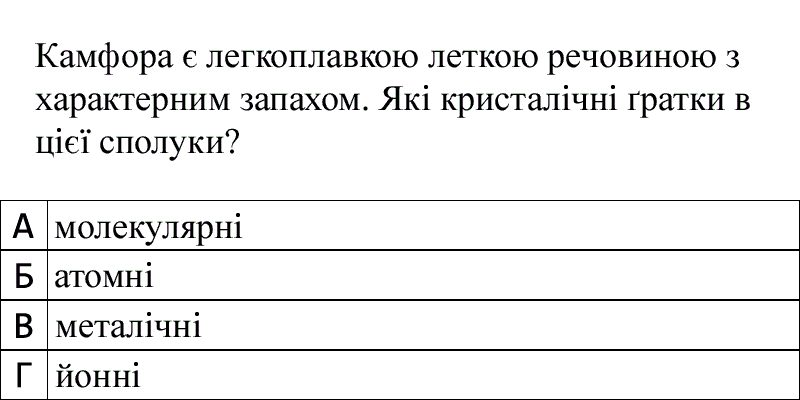 Камфора є легкоплавкою леткою речовиною з
характерним запахом. Які кристалічні ґратки в
цієї сполуки?
А молекулярні
Б атомні
В металічні
Г йонні